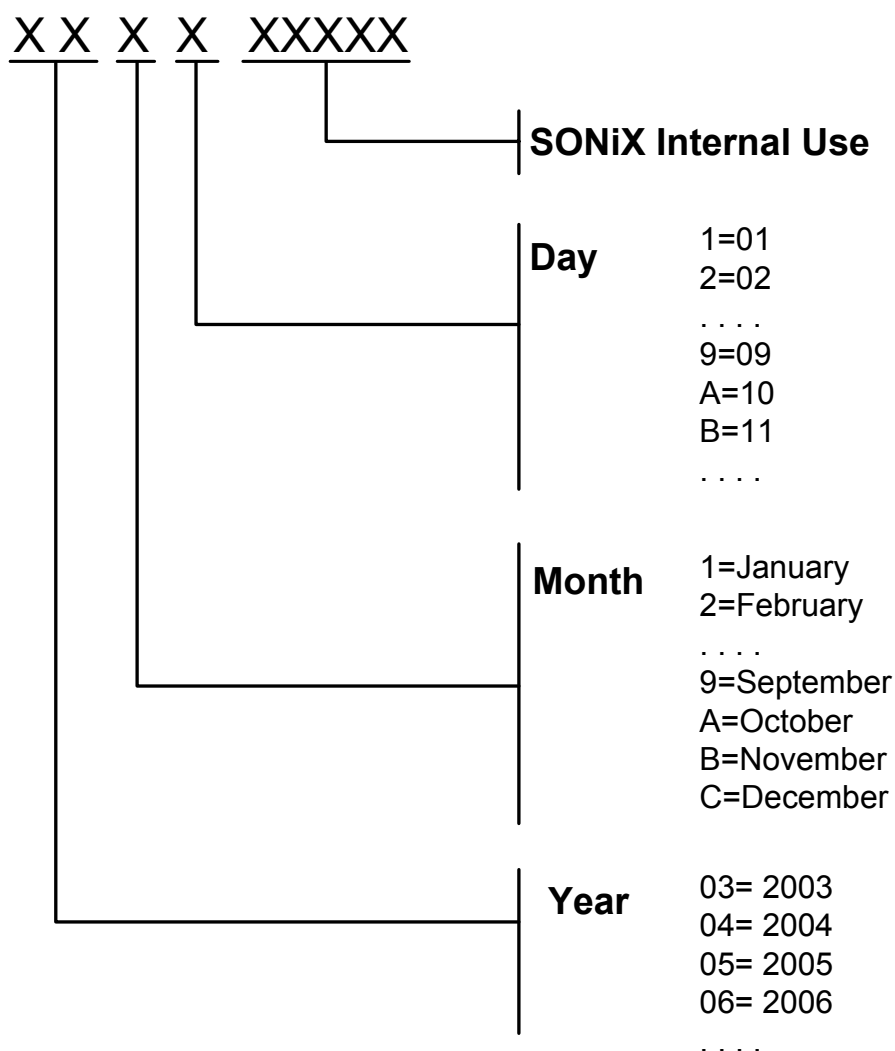 X X X X XXXXX
SONiX Internal Use
Day
1=01
2=02
. . . .
9=09
A=10
B=11
. . . .
Month
1=January
2=February
. . . .
9=September
A=October
B=November
C=December
Year
03= 2003
04= 2004
05= 2005
06= 2006
. . . .